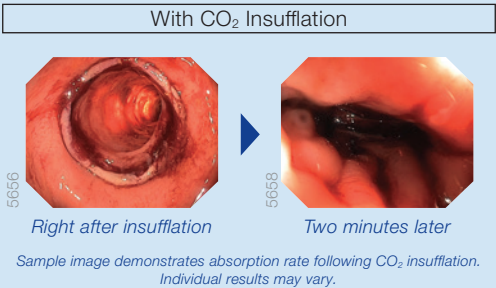 With CO₂ Insufflation
5656
5658
Right after insufflation
Two minutes later
Sample image demonstrates absorption rate following CO₂ insufflation.
Individual results may vary.